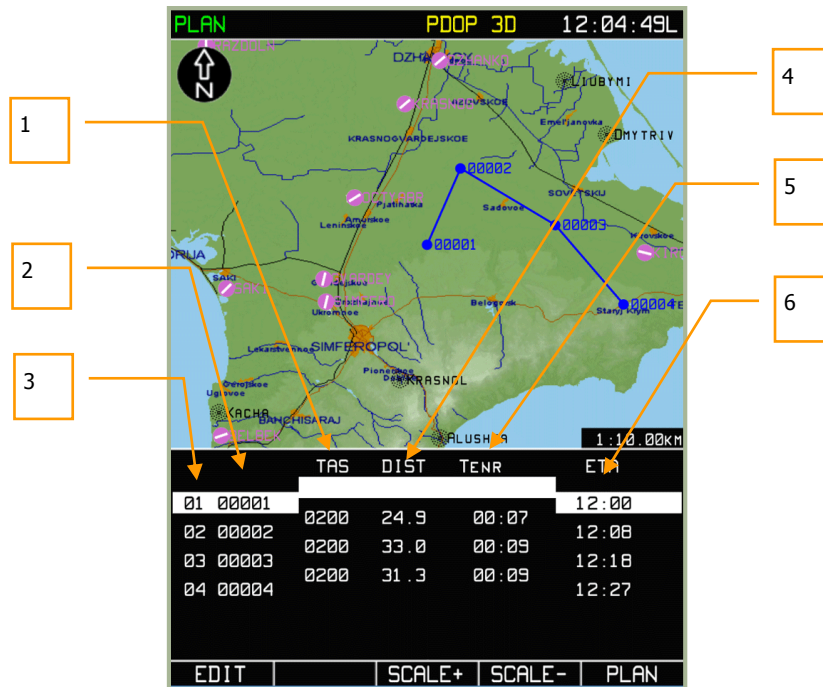 PLAN PDOP 3D 12:04:49L
N
DZHANKOY
LIUBYMI
AZOVSKOE
Emel'janovka
DMYTRIV
KRASNOGVARDEJSKOE
00002
SOVETSKIJ
Pjatihatka
Sadovoe
Amurskoe
Leninskoe
00003
00001
SAKI
Belogorsk
00004
Staryj Krym
Ukromnoe
SIMFEROPOL'
Lekarstvennoe
Pionerskoe
KRASNGL
Uglovoe
KACHA
BAHCHISARAJ
ALUSHTA
1:10.00KM
TAS DIST TENR ETA
01 00001 12:00
0200 24.9 00:07
02 00002 12:08
0200 33.0 00:09
03 00003 12:18
0200 31.3 00:09
04 00004 12:27
EDIT SCALE+ SCALE- PLAN
1
2
3
4
5
6